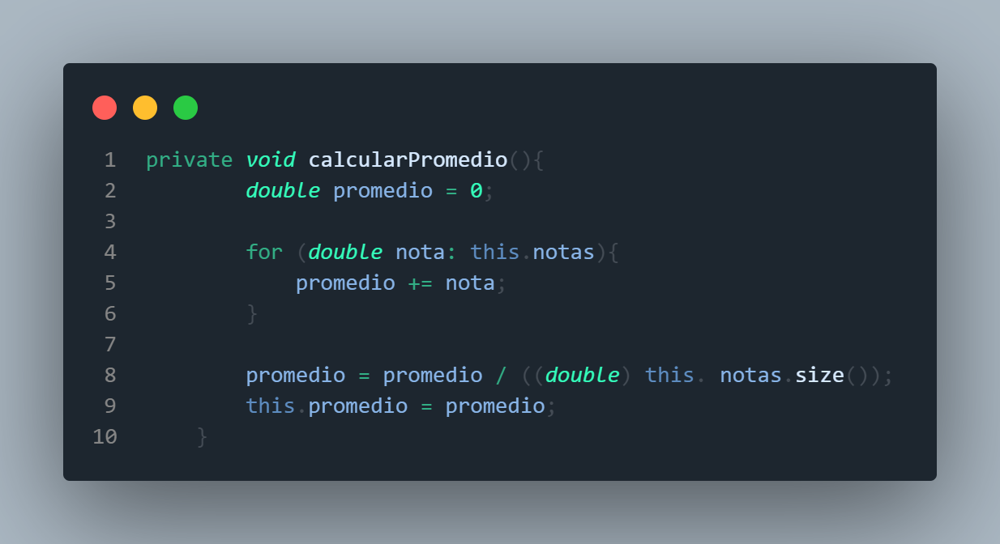 1 private void calcularPromedio(){
2         double promedio = 0;
3
4         for (double nota: this.notas){
5             promedio += nota;
6         }
7
8         promedio = promedio / ((double) this. notas.size());
9         this.promedio = promedio;
10     }